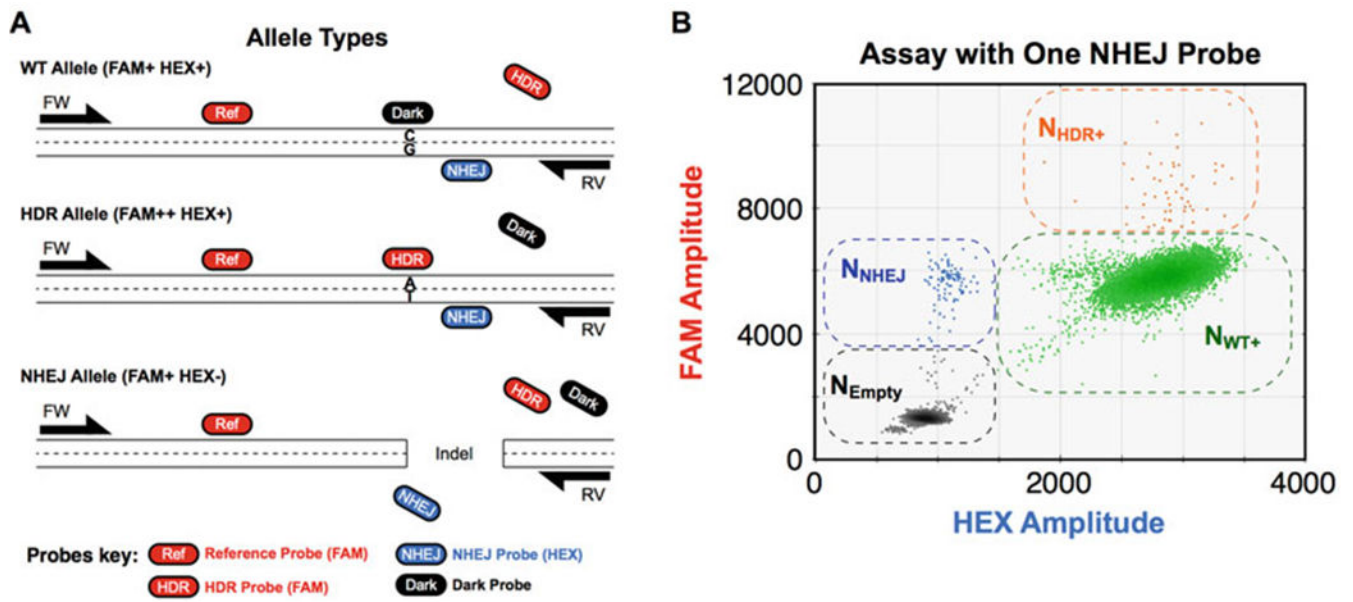 A
Allele Types
WT Allele (FAM+ HEX+)
HDR
FW
Ref
Dark
C
G
NHEJ
RV
HDR Allele (FAM++ HEX+)
Dark
FW
Ref
HDR
A
T
NHEJ
RV
NHEJ Allele (FAM+ HEX-)
HDR
Dark
FW
Ref
Indel
NHEJ
RV
Probes key:
Ref Reference Probe (FAM)
NHEJ NHEJ Probe (HEX)
HDR HDR Probe (FAM)
Dark Dark Probe
B
Assay with One NHEJ Probe
12000
8000
4000
0
FAM Amplitude
NHDR+
NNHEJ
NWT+
NEmpty
0 2000 4000
HEX Amplitude